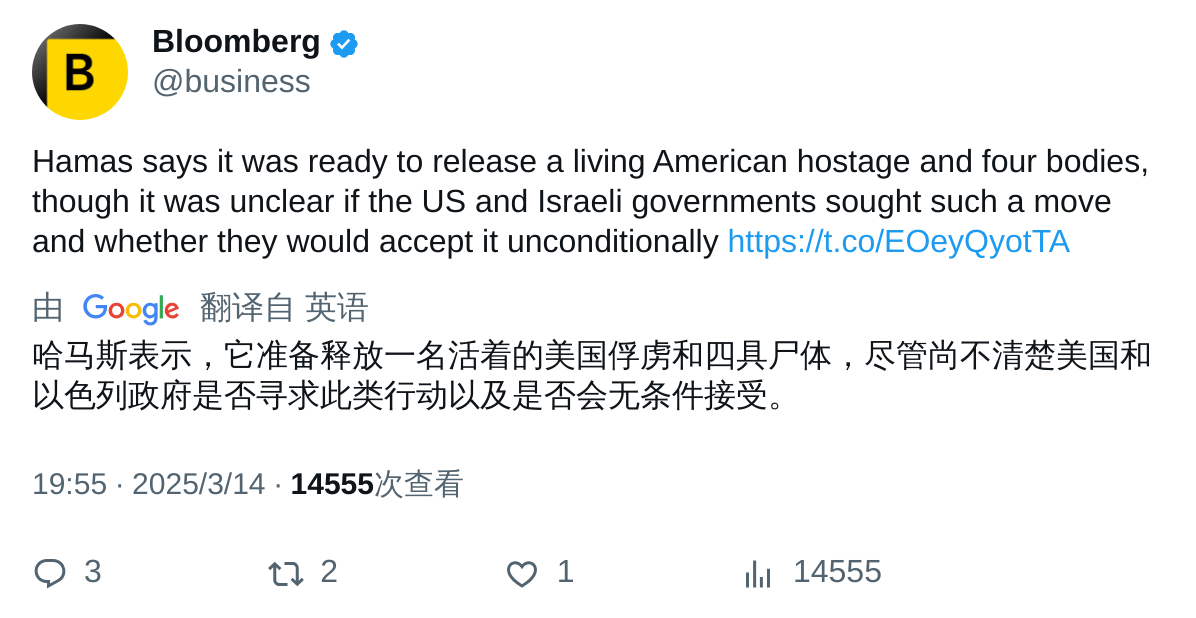 B
Bloomberg
@business
Hamas says it was ready to release a living American hostage and four bodies,
though it was unclear if the US and Israeli governments sought such a move
and whether they would accept it unconditionally https://t.co/EOeyQyotTA
由 Google 翻译自 英语
哈马斯表示，它准备释放一名活着的美国俘虏和四具尸体，尽管尚不清楚美国和
以色列政府是否寻求此类行动以及是否会无条件接受。
19:55 · 2025/3/14 · 14555次查看
3 2 1 14555